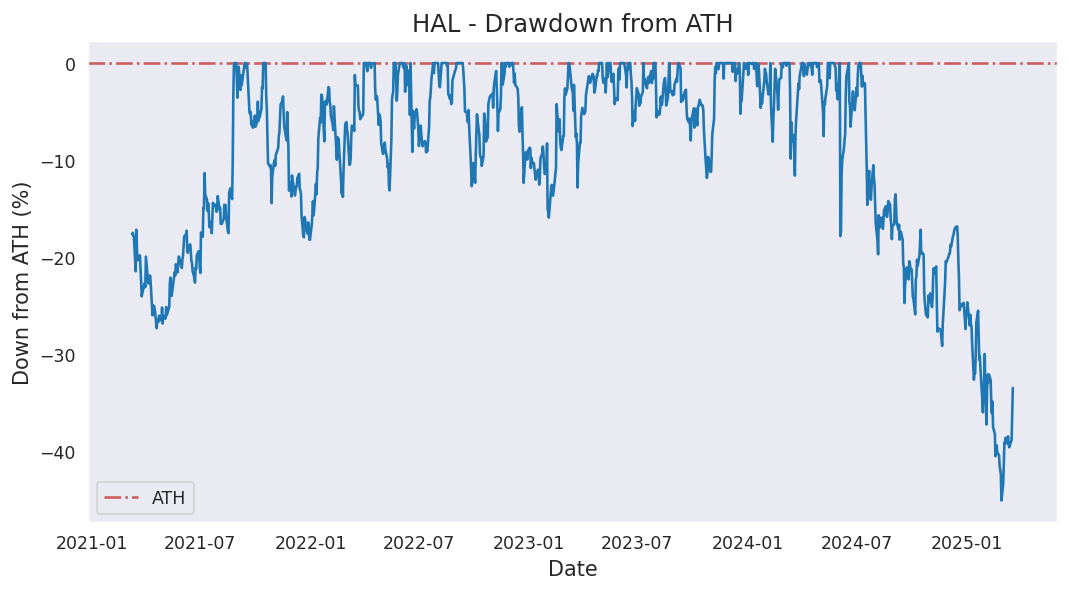 HAL - Drawdown from ATH
Down from ATH (%)
0
−10
−20
−30
−40
ATH
2021-01 2021-07 2022-01 2022-07 2023-01 2023-07 2024-01 2024-07 2025-01
Date